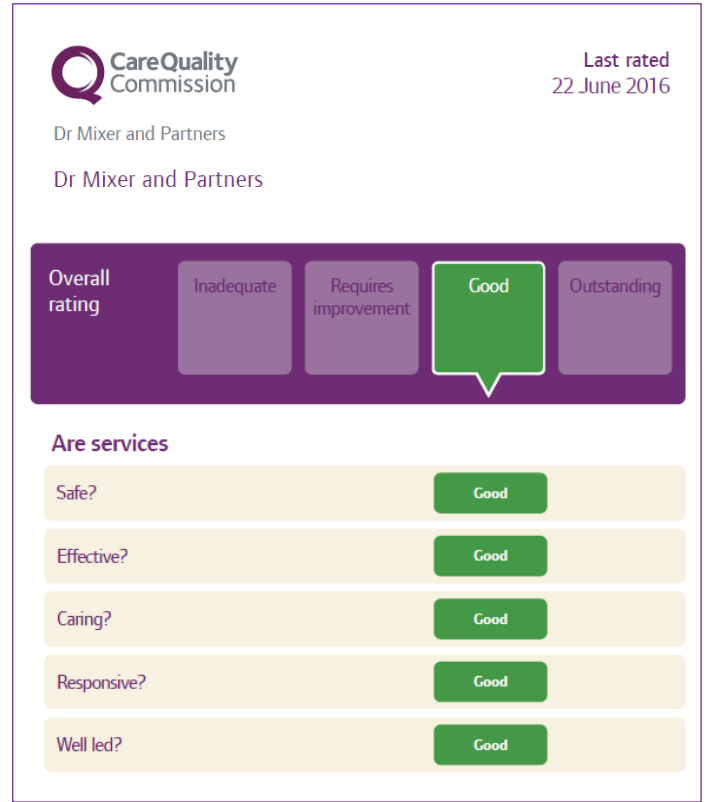 CareQuality
Commission
Last rated
22 June 2016
Dr Mixer and Partners
Dr Mixer and Partners
Overall
rating
Inadequate
Requires
improvement
Good
Outstanding
Are services
Safe?
Good
Effective?
Good
Caring?
Good
Responsive?
Good
Well led?
Good